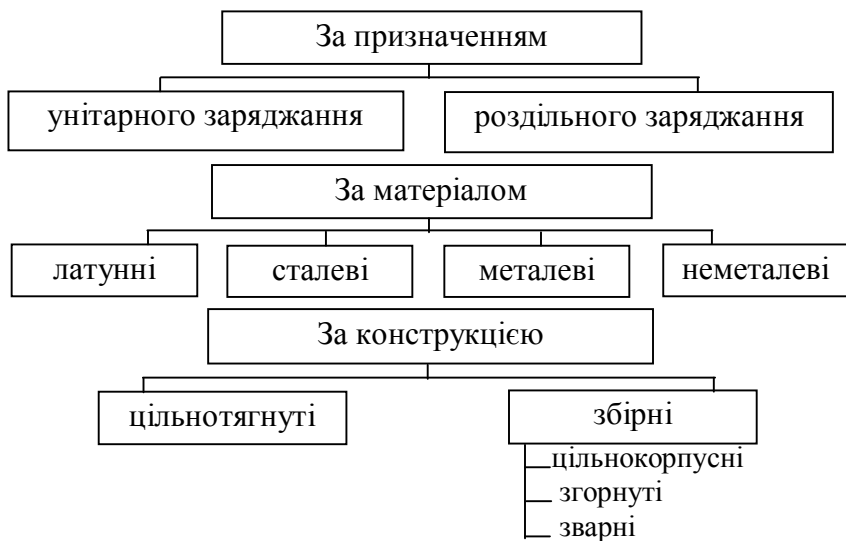 За призначенням
унітарного заряджання роздільного заряджання
За матеріалом
латунні сталеві металеві неметалеві
За конструкцією
цільнотягнуті збірні
цільнокорпусні
згорнуті
зварні